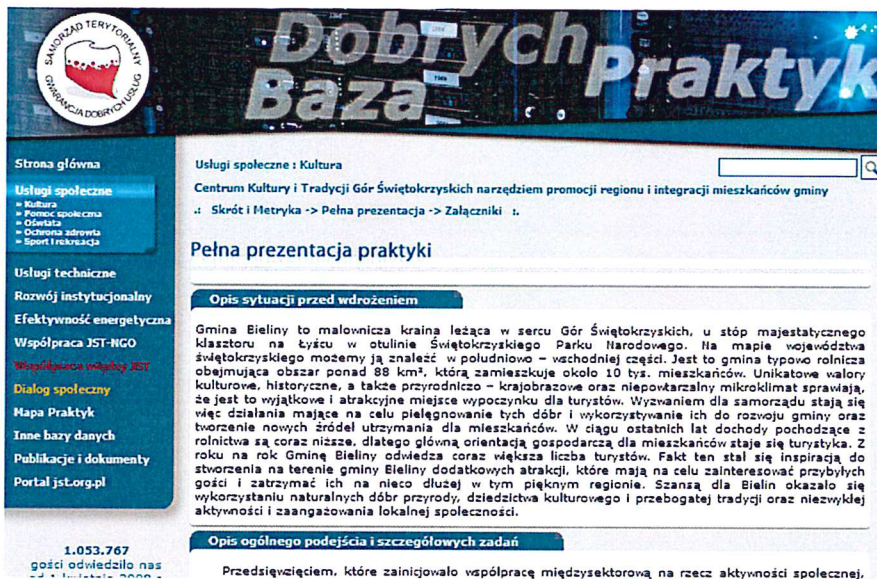 SAMORZĄD TERYTORIALNY
GWARANCJA DOBRYCH USŁUG
Dobrych
Baza Praktyk
Strona główna
Usługi społeczne
» Kultura
» Pomoc społeczna
» Oświata
» Ochrona zdrowia
» Sport i rekreacja
Usługi techniczne
Rozwój instytucjonalny
Efektywność energetyczna
Współpraca JST-NGO
Współpraca między JST
Dialog społeczny
Mapa Praktyk
Inne bazy danych
Publikacje i dokumenty
Portal jst.org.pl
1.053.767
gości odwiedziło nas
od 1 kwietnia 2008 r.
Usługi społeczne : Kultura
Centrum Kultury i Tradycji Gór Świętokrzyskich narzędziem promocji regionu i integracji mieszkańców gminy
.: Skrót i Metryka -> Pełna prezentacja -> Załączniki :.
Pełna prezentacja praktyki
Opis sytuacji przed wdrożeniem
Gmina Bieliny to malownicza kraina leżąca w sercu Gór Świętokrzyskich, u stóp majestatycznego
klasztoru na Łyścu w otulinie Świętokrzyskiego Parku Narodowego. Na mapie województwa
świętokrzyskiego możemy ją znaleźć w południowo – wschodniej części. Jest to gmina typowo rolnicza
obejmująca obszar ponad 88 km², którą zamieszkuje około 10 tys. mieszkańców. Unikatowe walory
kulturowe, historyczne, a także przyrodniczo – krajobrazowe oraz niepowtarzalny mikroklimat sprawiają,
że jest to wyjątkowe i atrakcyjne miejsce wypoczynku dla turystów. Wyzwaniem dla samorządu stają się
więc działania mające na celu pielęgnowanie tych dóbr i wykorzystywanie ich do rozwoju gminy oraz
tworzenie nowych źródeł utrzymania dla mieszkańców. W ciągu ostatnich lat dochody pochodzące z
rolnictwa są coraz niższe, dlatego główną orientacją gospodarczą dla mieszkańców staje się turystyka. Z
roku na rok Gminę Bieliny odwiedza coraz większa liczba turystów. Fakt ten stał się inspiracją do
stworzenia na terenie gminy Bieliny dodatkowych atrakcji, które mają na celu zainteresować przybyłych
gości i zatrzymać ich na nieco dłużej w tym pięknym regionie. Szansą dla Bielin okazało się
wykorzystaniu naturalnych dóbr przyrody, dziedzictwa kulturowego i przebogatej tradycji oraz niezwykłej
aktywności i zaangażowania lokalnej społeczności.
Opis ogólnego podejścia i szczegółowych zadań
Przedsięwzięciem, które zainicjowało współpracę międzysektorową na rzecz aktywności społecznej,